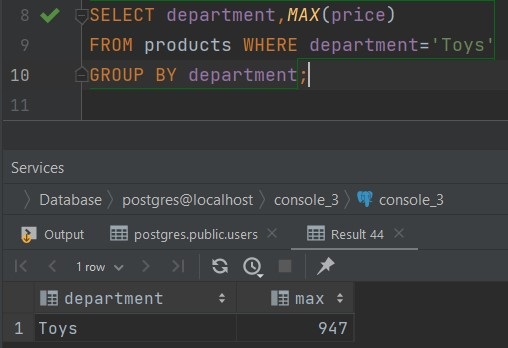 8 SELECT department,MAX(price)
9 FROM products WHERE department='Toys'
10 GROUP BY department;
11
Services
Database postgres@localhost console_3 console_3
Output postgres.public.users Result 44
1 row
department max
1 Toys 947